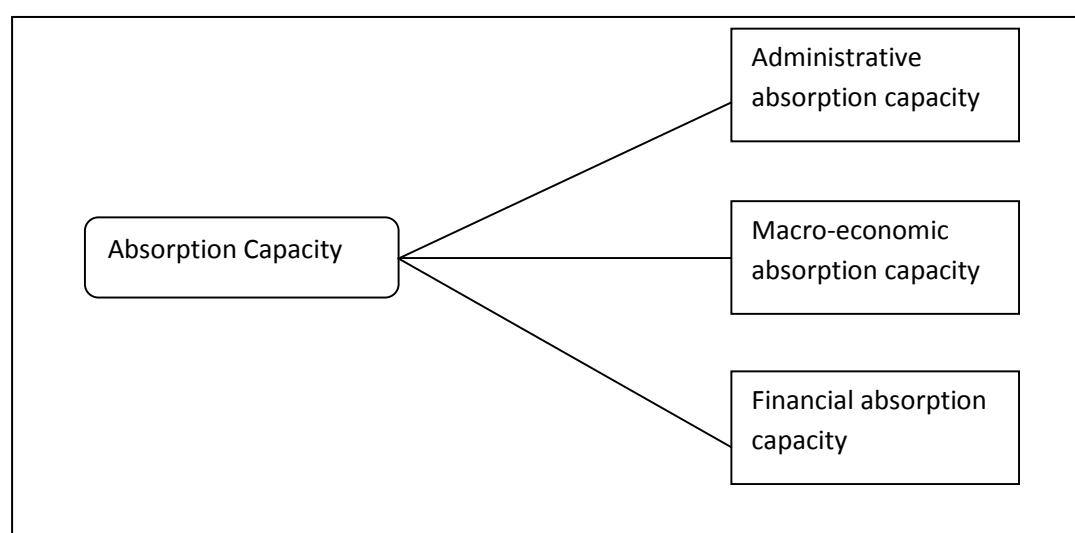 Administrative
absorption capacity
Absorption Capacity
Macro-economic
absorption capacity
Financial absorption
capacity